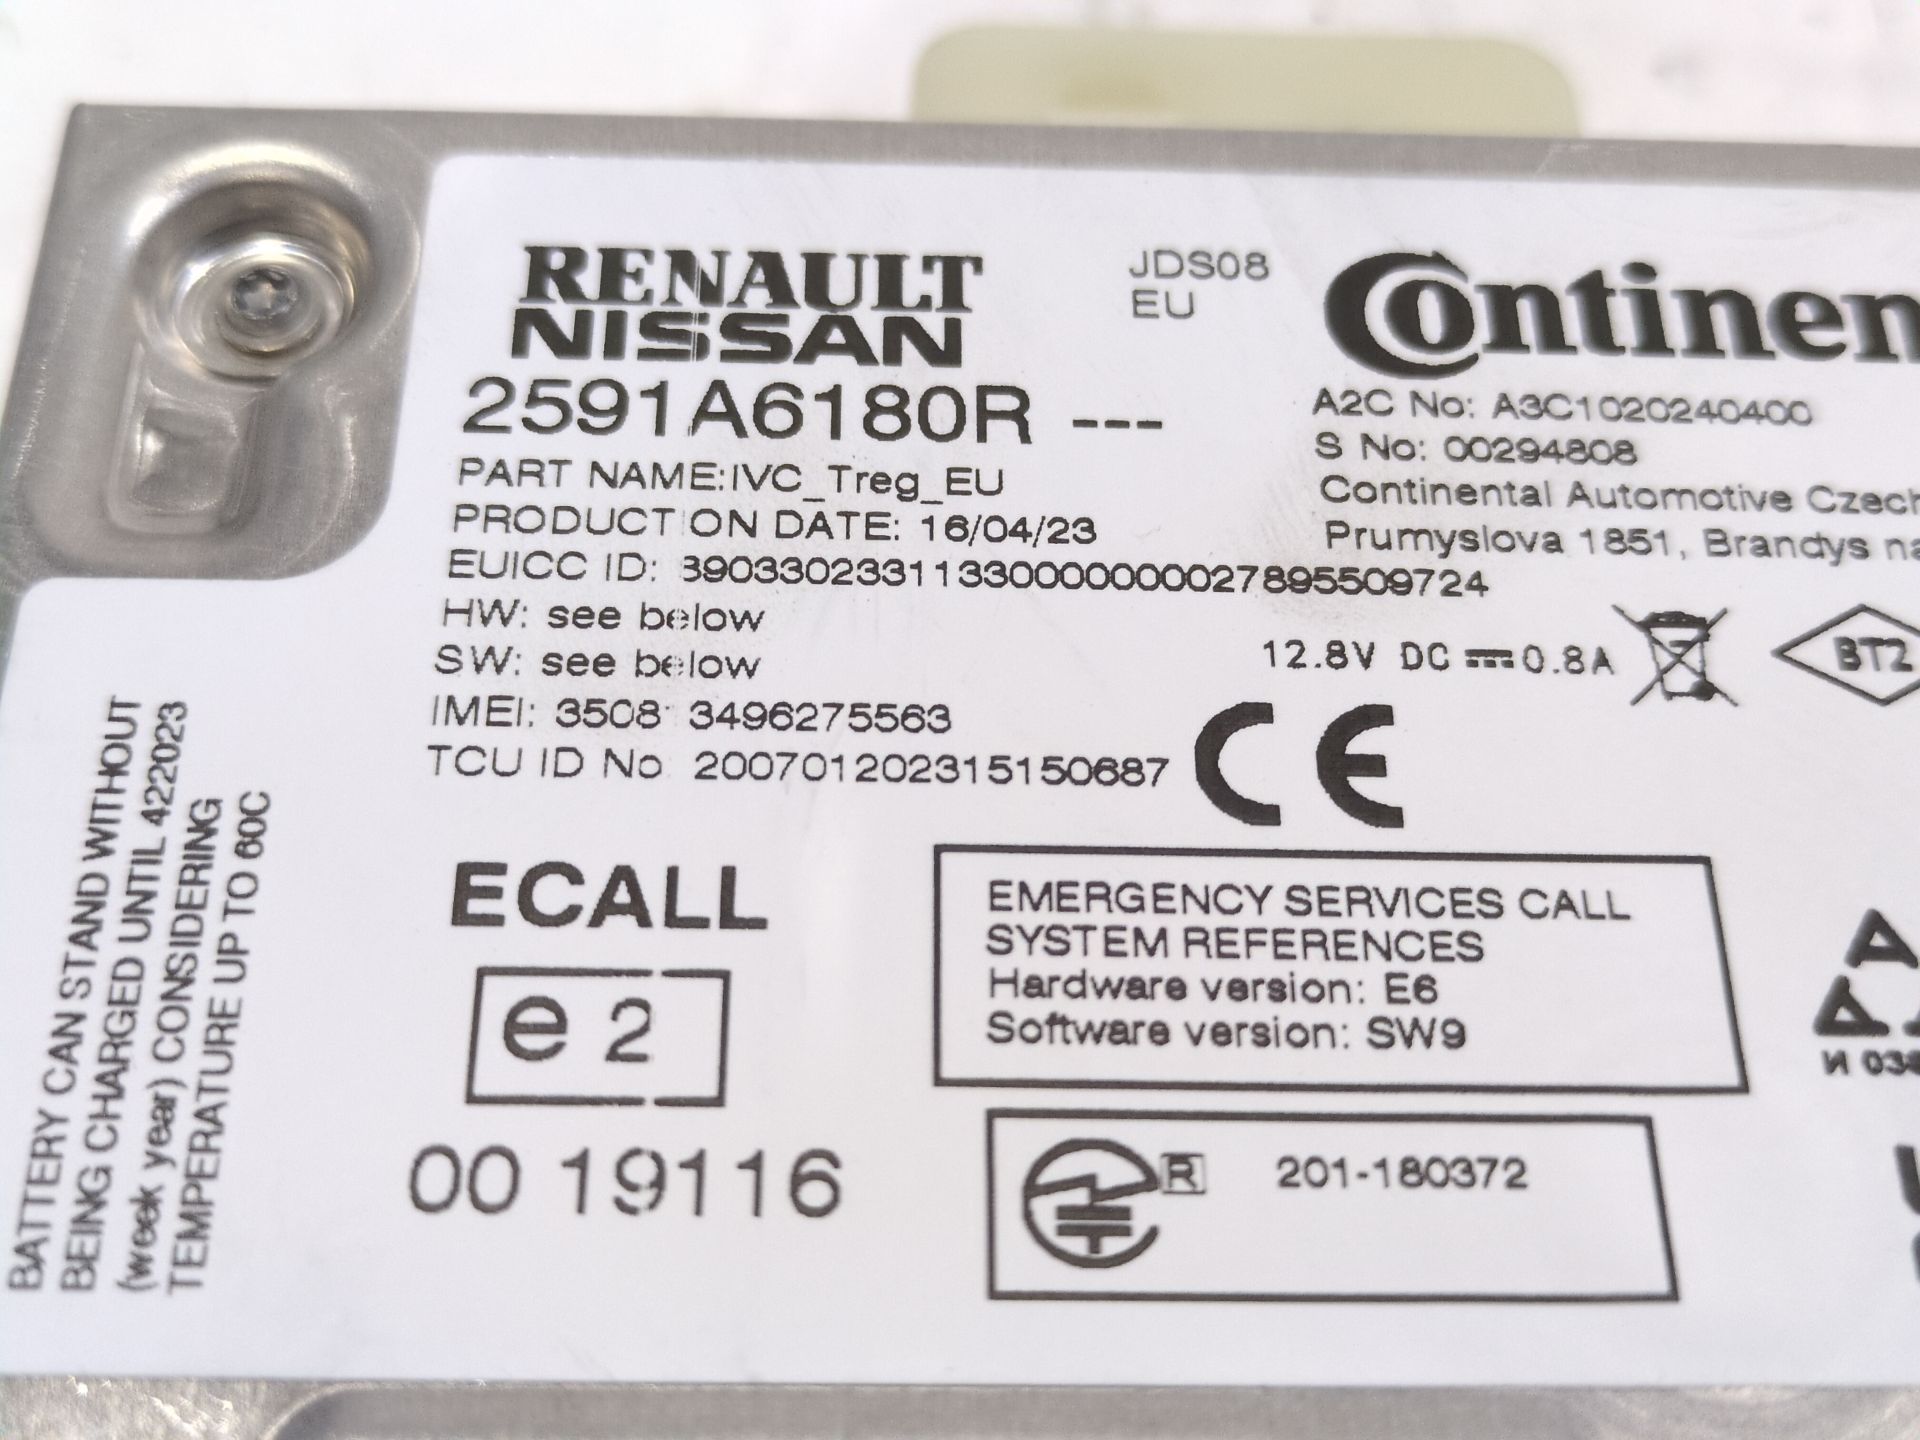 RENAULT
NISSAN
2591A6180R ---
PART NAME:IVC_Treg_EU
PRODUCTION DATE: 16/04/23
EUICC ID: 89033023311330000000027895509724
HW: see below
SW: see below
IMEI: 3508 3496275563
TCU ID No 200701202315150687
JDS08
EU
Continen
A2C No: A3C1020240400
S No: 00294808
Continental Automotive Czech
Prumyslova 1851, Brandys na
12.8V DC 0.8A
BT2
CE
ECALL
e2
00 19116
EMERGENCY SERVICES CALL
SYSTEM REFERENCES
Hardware version: E6
Software version: SW9
R 201-180372
BATTERY CAN STAND WITHOUT
BEING CHARGED UNTIL 422023
(week year) CONSIDERING
TEMPERATURE UP TO 60C